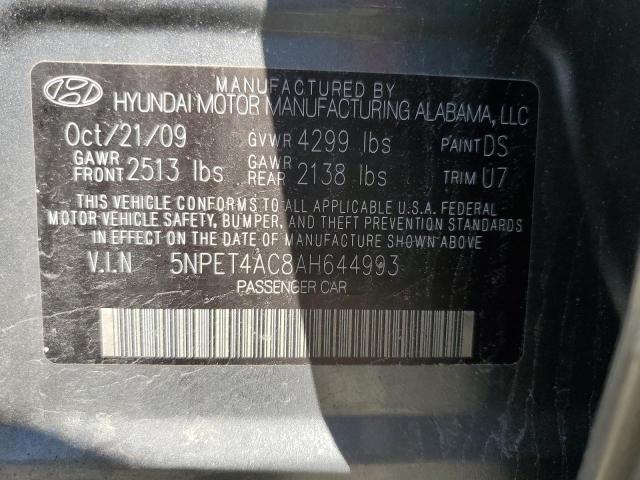 MANUFACTURED BY
HYUNDAI MOTOR MANUFACTURING ALABAMA, LLC
Oct/21/09 GVWR 4299 lbs PAINT DS
GAWR FRONT 2513 lbs GAWR REAR 2138 lbs TRIM U7
THIS VEHICLE CONFORMS TO ALL APPLICABLE U.S.A. FEDERAL
MOTOR VEHICLE SAFETY, BUMPER, AND THEFT PREVENTION STANDARDS
IN EFFECT ON THE DATE OF MANUFACTURE SHOWN ABOVE
V.I.N 5NPET4AC8AH644993
PASSENGER CAR